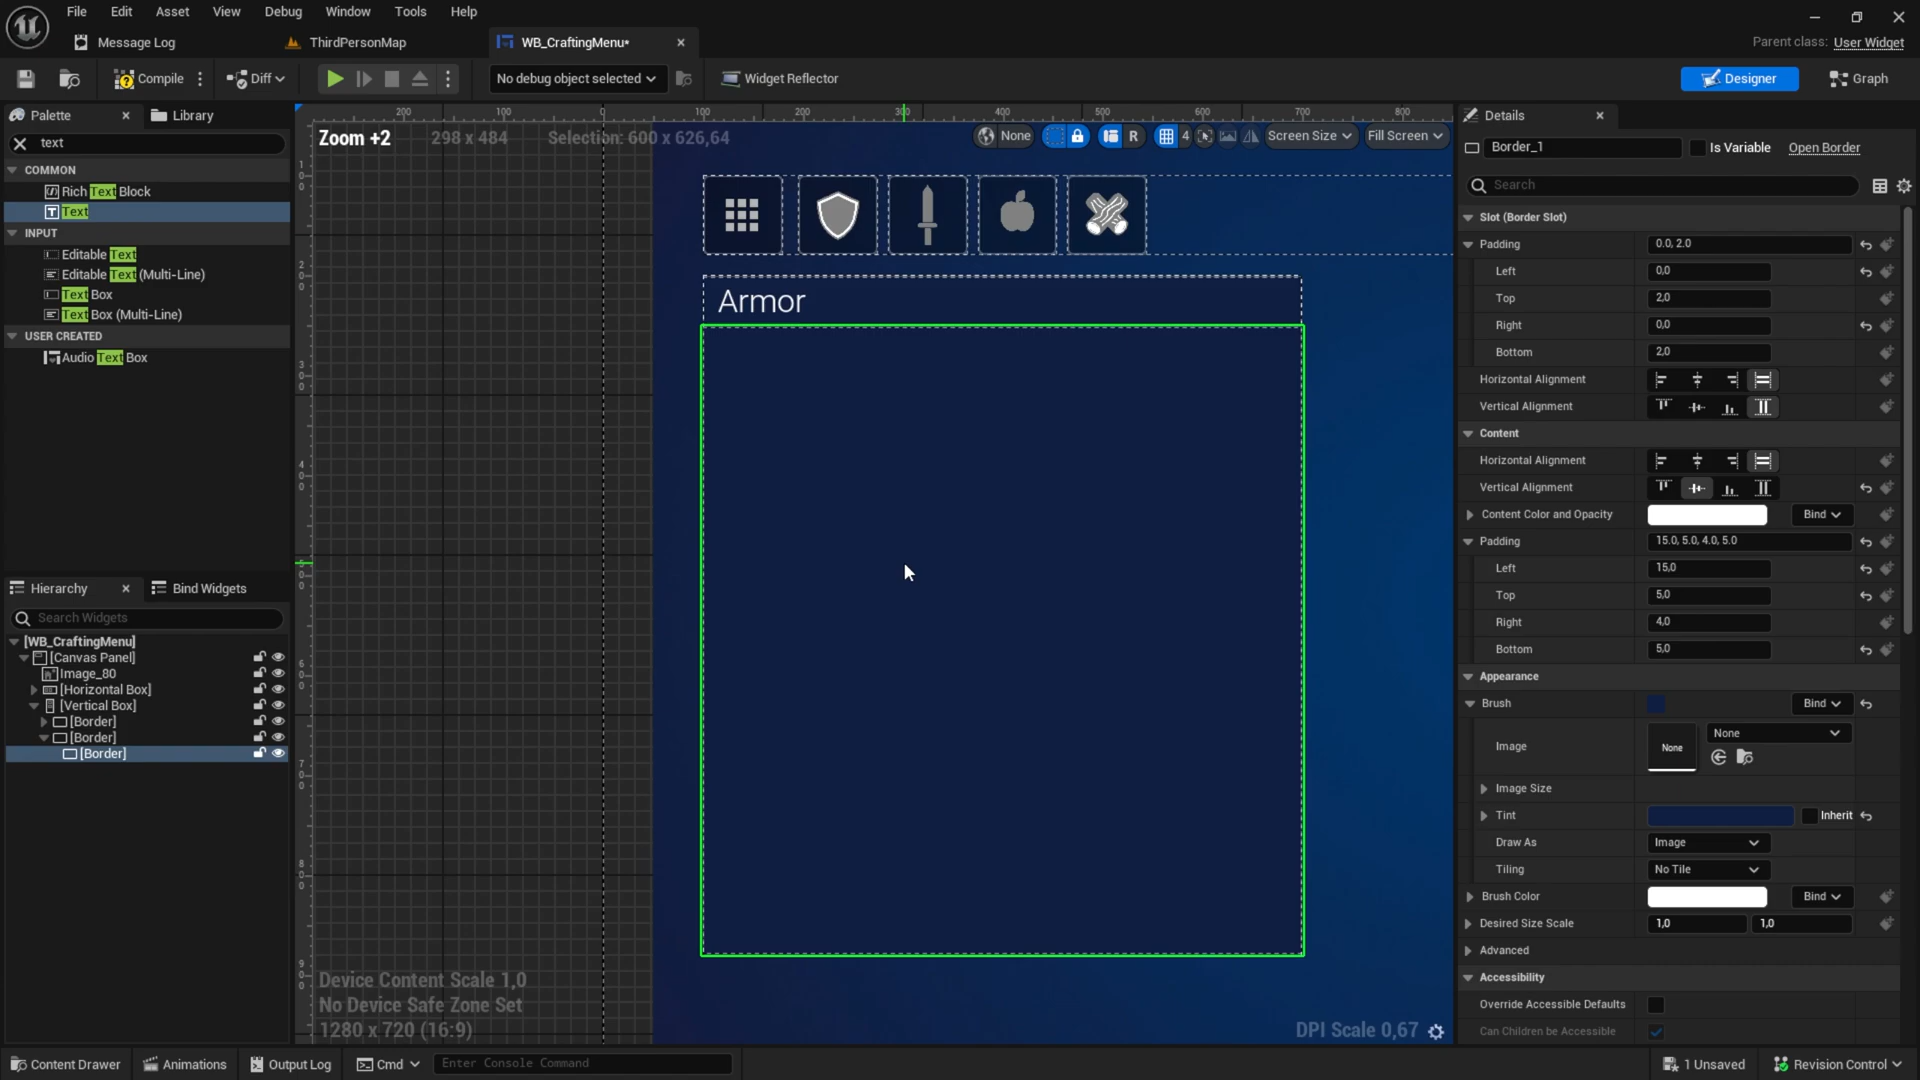 File Edit Asset View Debug Window Tools Help
Message Log ThirdPersonMap WB_CraftingMenu* Parent class: User Widget
Compile Diff No debug object selected Widget Reflector Designer Graph
Palette Library
text
COMMON
Rich Text Block
Text
INPUT
Editable Text
Editable Text (Multi-Line)
Text Box
Text Box (Multi-Line)
USER CREATED
Audio Text Box
Hierarchy Bind Widgets
Search Widgets
[WB_CraftingMenu]
[Canvas Panel]
Image_80
[Horizontal Box]
[Vertical Box]
[Border]
[Border]
[Border]
200 100 0 100 200 300 400 500 600 700 800
Zoom +2 298 x 484 Selection: 600 x 626,64 None R 4 Screen Size Fill Screen
Armor
Device Content Scale 1,0
No Device Safe Zone Set
1280 x 720 (16:9) DPI Scale 0,67
Details
Border_1 Is Variable Open Border
Search
Slot (Border Slot)
Padding 0.0, 2.0
Left 0,0
Top 2,0
Right 0,0
Bottom 2,0
Horizontal Alignment
Vertical Alignment
Content
Horizontal Alignment
Vertical Alignment
Content Color and Opacity Bind
Padding 15.0, 5.0, 4.0, 5.0
Left 15,0
Top 5,0
Right 4,0
Bottom 5,0
Appearance
Brush Bind
Image None None
Image Size
Tint Inherit
Draw As Image
Tiling No Tile
Brush Color Bind
Desired Size Scale 1,0 1,0
Advanced
Accessibility
Override Accessible Defaults
Can Children be Accessible
Content Drawer Animations Output Log Cmd Enter Console Command 1 Unsaved Revision Control